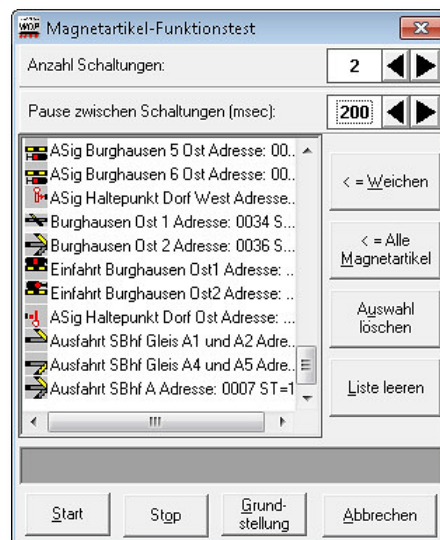 WDP
Magnetartikel-Funktionstest
Anzahl Schaltungen:
2
Pause zwischen Schaltungen (msec):
200
ASig Burghausen 5 Ost Adresse: 00..
ASig Burghausen 6 Ost Adresse: 00..
ASig Haltepunkt Dorf West Adresse..
Burghausen Ost 1 Adresse: 0034 S...
Burghausen Ost 2 Adresse: 0036 S...
Einfahrt Burghausen Ost1 Adresse: ...
Einfahrt Burghausen Ost2 Adresse: ...
ASig Haltepunkt Dorf Ost Adresse: ...
Ausfahrt SBhf Gleis A1 und A2 Adre..
Ausfahrt SBhf Gleis A4 und A5 Adre..
Ausfahrt SBhf A Adresse: 0007 ST=1
< = Weichen
< = Alle
Magnetartikel
Auswahl
löschen
Liste leeren
Start
Stop
Grund-
stellung
Abbrechen